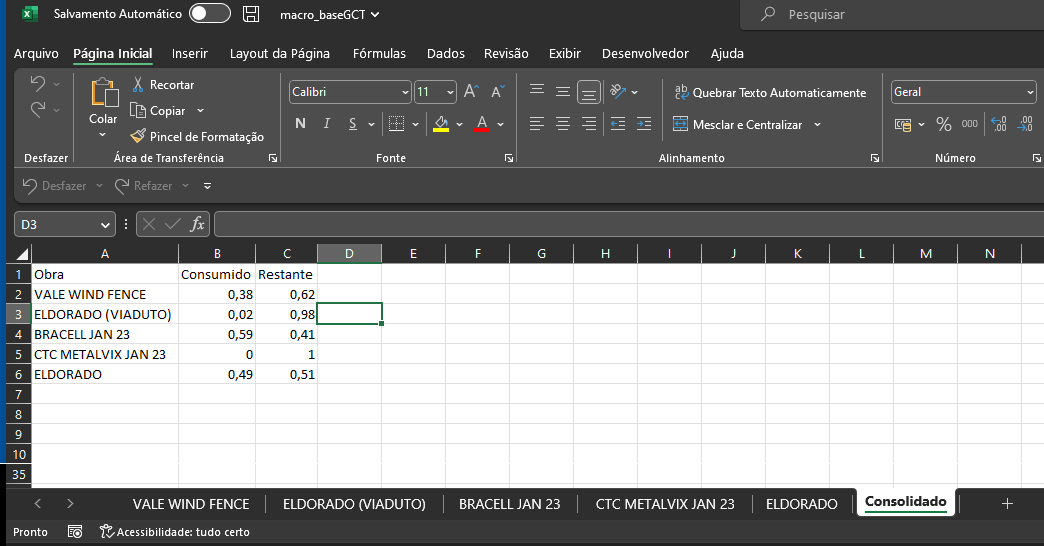 Salvamento Automático macro_baseGCT Pesquisar
Arquivo Página Inicial Inserir Layout da Página Fórmulas Dados Revisão Exibir Desenvolvedor Ajuda
Recortar Calibri 11 Quebrar Texto Automaticamente Geral
Colar Copiar N I S Mesclar e Centralizar % 000
Pincel de Formatação
Desfazer Área de Transferência Fonte Alinhamento Número
Desfazer Refazer
D3 fx
A B C D E F G H I J K L M N
1 Obra Consumido Restante
2 VALE WIND FENCE 0,38 0,62
3 ELDORADO (VIADUTO) 0,02 0,98
4 BRACELL JAN 23 0,59 0,41
5 CTC METALVIX JAN 23 0 1
6 ELDORADO 0,49 0,51
7
8
9
10
35
VALE WIND FENCE ELDORADO (VIADUTO) BRACELL JAN 23 CTC METALVIX JAN 23 ELDORADO Consolidado
Pronto Acessibilidade: tudo certo